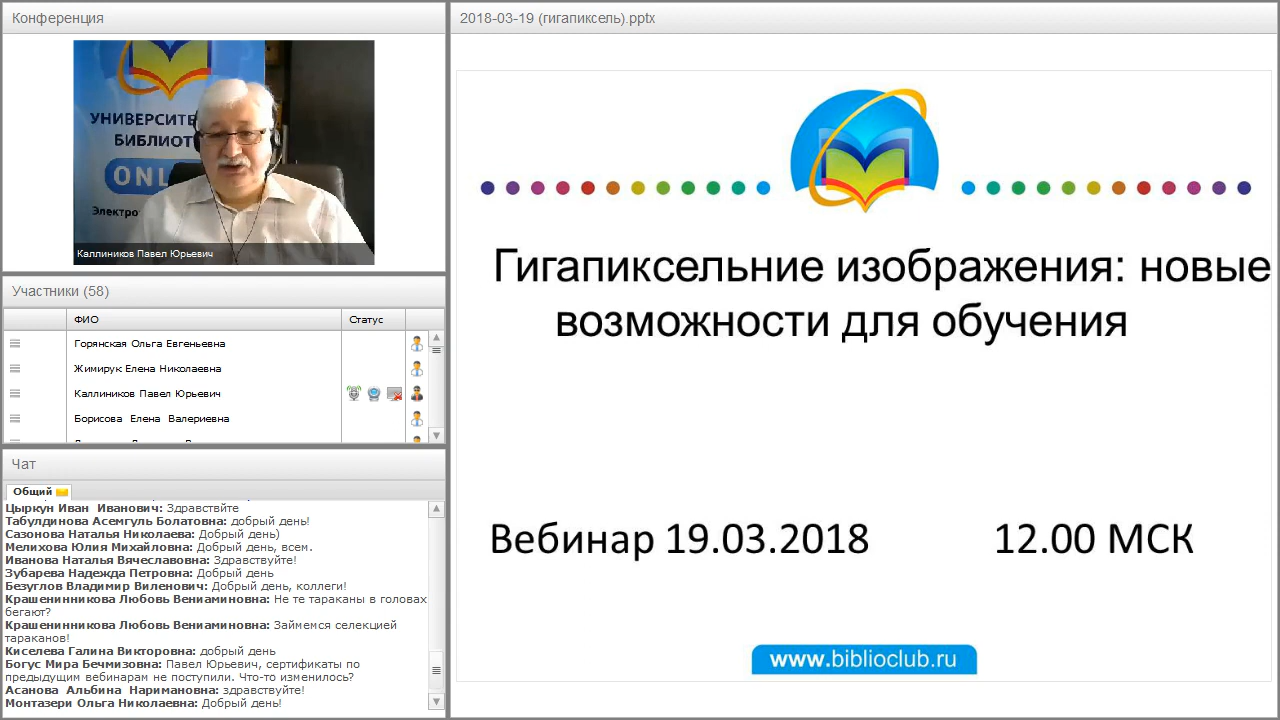 Конференция
УНИВЕРСИТЕ
БИБЛИОТ
ONL
Электро
Каллиников Павел Юрьевич
Участники (58)
ФИО Статус
Горянская Ольга Евгеньевна
Жимирук Елена Николаевна
Каллиников Павел Юрьевич
Борисова Елена Валериевна
Чат
Общий
Цыркун Иван Иванович: Здравствйте
Табулдинова Асемгуль Болатовна: добрый день!
Сазонова Наталья Николаева: Добрый день)
Мелихова Юлия Михайловна: Добрый день, всем.
Иванова Наталья Вячеславовна: Здравствуйте!
Зубарева Надежда Петровна: Добрый день
Безуглов Владимир Виленович: Добрый день, коллеги!
Крашенинникова Любовь Вениаминовна: Не те тараканы в головах
бегают?
Крашенинникова Любовь Вениаминовна: Займемся селекцией
тараканов!
Киселева Галина Викторовна: добрый день
Богус Мира Бечмизовна: Павел Юрьевич, сертификаты по
предыдущим вебинарам не поступили. Что-то изменилось?
Асанова Альбина Наримановна: здравствуйте!
Монтазери Ольга Николаевна: Добрый день!
2018-03-19 (гигапиксель).pptx
Гигапиксельние изображения: новые
возможности для обучения
Вебинар 19.03.2018 12.00 МСК
www.biblioclub.ru